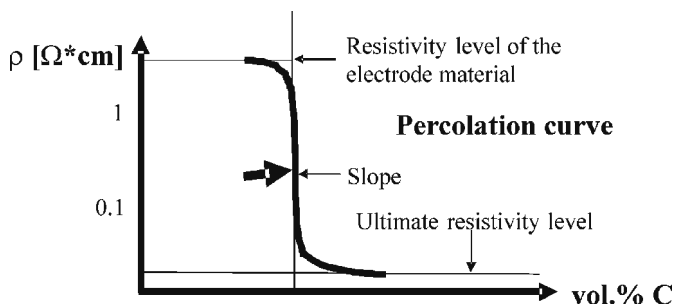 ρ [Ω*cm]
Resistivity level of the
electrode material
1
Percolation curve
Slope
0.1
Ultimate resistivity level
vol.% C